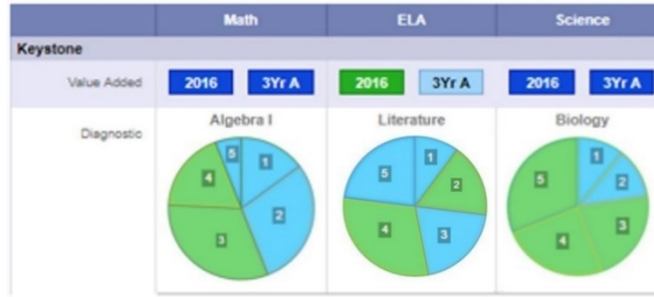 Math ELA Science
Keystone
Value Added 2016 3Yr A 2016 3Yr A 2016 3Yr A
Diagnostic Algebra I Literature Biology
5 1 1 1
4 5 2 5 2
2
3 4 3 4 3